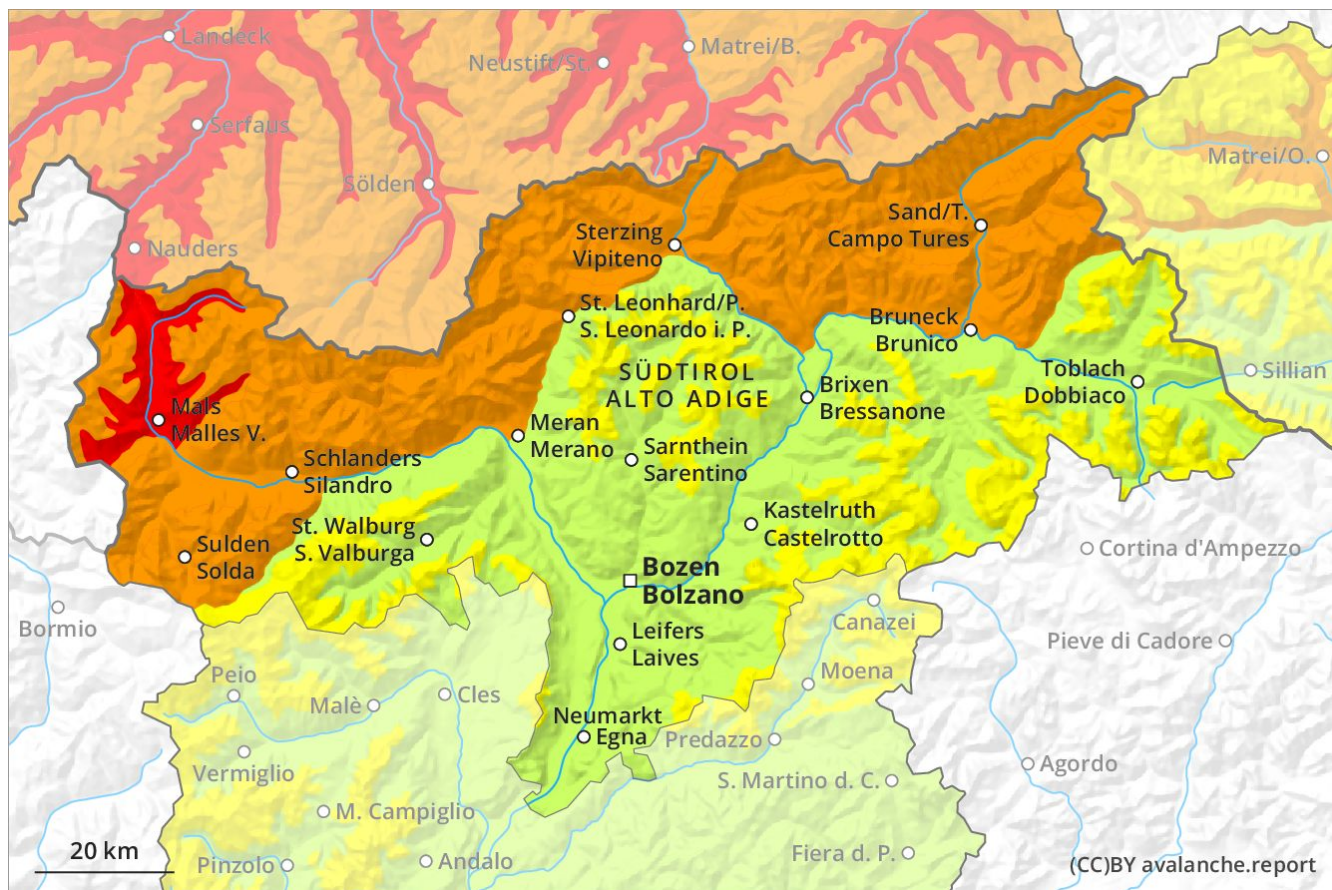 Landeck
Matrei/B.
Neustift/St.
Serfaus
Matrei/O.
Sölden
Nauders
Sterzing
Vipiteno
Sand/T.
Campo Tures
St. Leonhard/P.
S. Leonardo i. P.
Bruneck
Brunico
Toblach
Dobbiaco
Sillian
SÜDTIROL
ALTO ADIGE
Brixen
Bressanone
Mals
Malles V.
Meran
Merano
Sarnthein
Sarentino
Schlanders
Silandro
Kastelruth
Castelrotto
St. Walburg
S. Valburga
Sulden
Solda
Cortina d'Ampezzo
Bozen
Bolzano
Bormio
Canazei
Leifers
Laives
Pieve di Cadore
Peio
Moena
Malè
Cles
Neumarkt
Egna
Predazzo
Vermiglio
Agordo
S. Martino d. C.
M. Campiglio
20 km
Pinzolo
Andalo
Fiera d. P.
(CC)BY avalanche.report